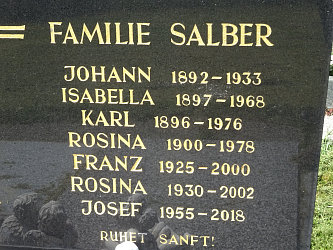 FAMILIE SALBER
JOHANN 1892–1933
ISABELLA 1897–1968
KARL 1896–1976
ROSINA 1900–1978
FRANZ 1925–2000
ROSINA 1930–2002
JOSEF 1955–2018
RUHET SANFT!